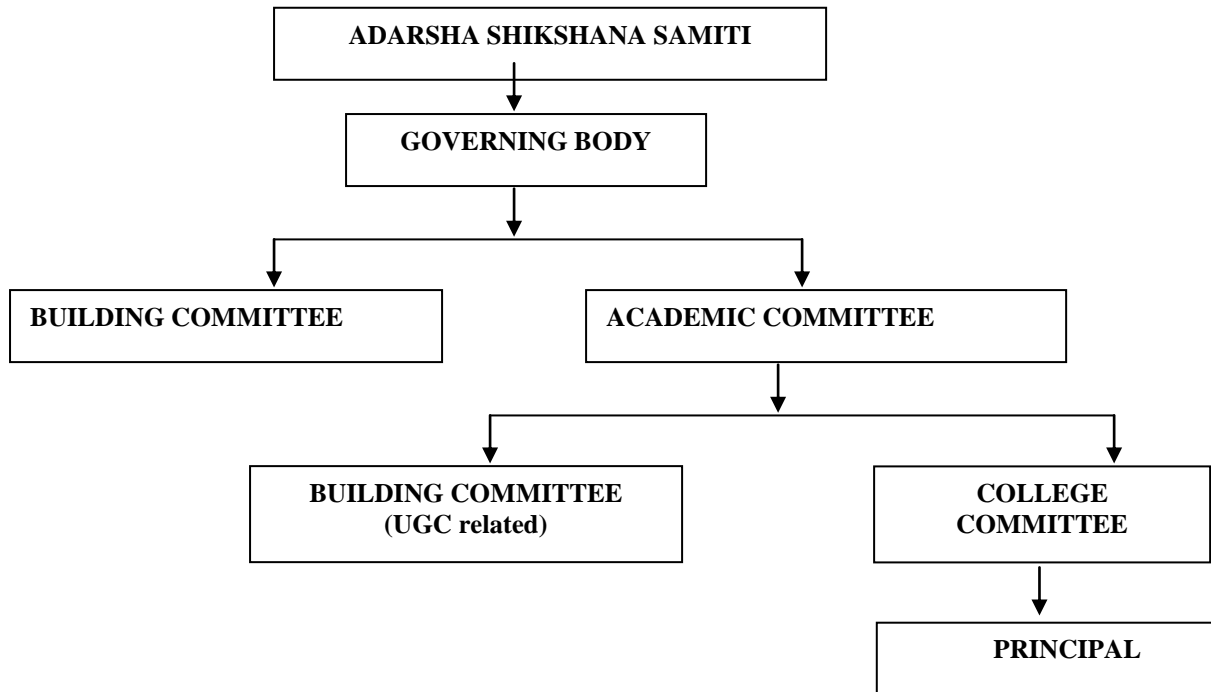 ADARSHA SHIKSHANA SAMITI
GOVERNING BODY
BUILDING COMMITTEE
ACADEMIC COMMITTEE
BUILDING COMMITTEE
(UGC related)
COLLEGE
COMMITTEE
PRINCIPAL